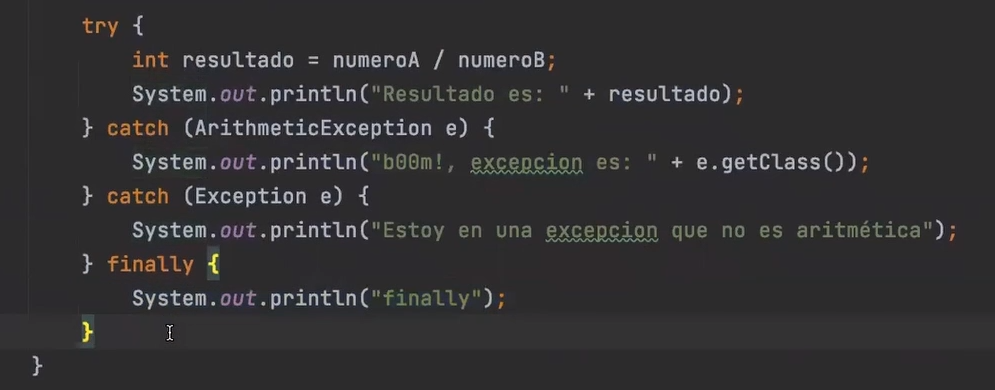 try {
int resultado = numeroA / numeroB;
System.out.println("Resultado es: " + resultado);
} catch (ArithmeticException e) {
System.out.println("b00m!, excepcion es: " + e.getClass());
} catch (Exception e) {
System.out.println("Estoy en una excepcion que no es aritmética");
} finally {
System.out.println("finally");
}
}